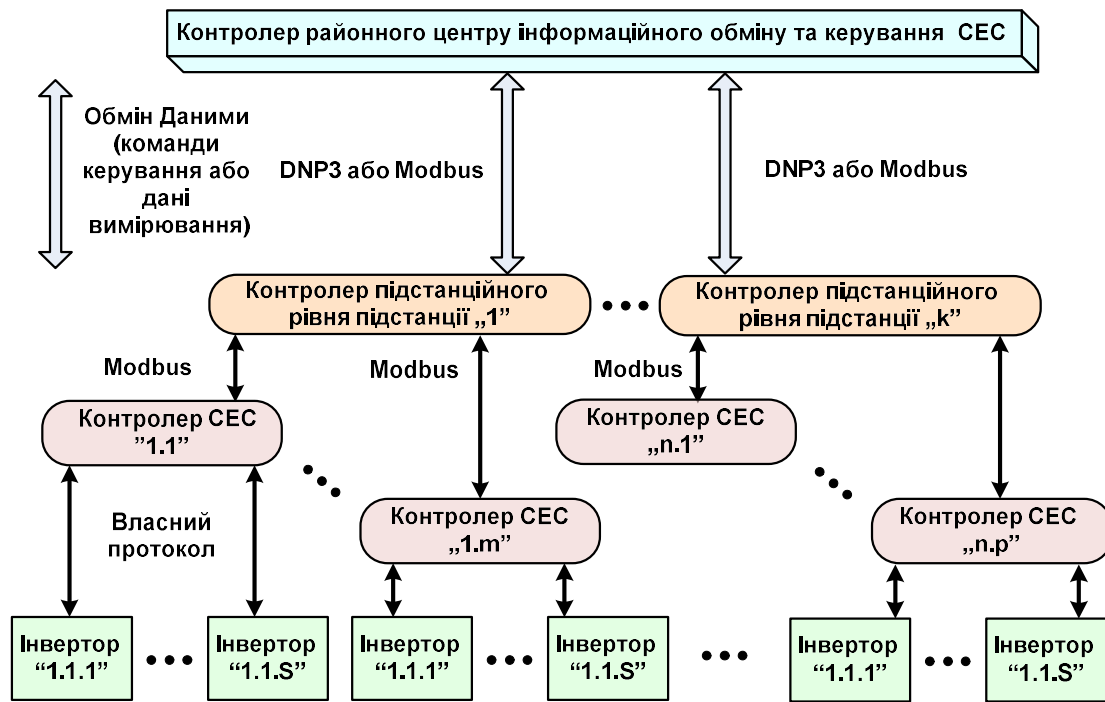 Контролер районного центру інформаційного обміну та керування СЕС
Обмін Даними
(команди
керування або
дані
вимірювання)
DNP3 або Modbus
DNP3 або Modbus
Контролер підстанційного
рівня підстанції „1”
Контролер підстанційного
рівня підстанції „k”
Modbus
Modbus
Modbus
Контролер СЕС
”1.1”
Контролер СЕС
„n.1”
Контролер СЕС
„1.m”
Контролер СЕС
„n.p”
Власний
протокол
Інвертор
“1.1.1”
Інвертор
“1.1.S”
Інвертор
“1.1.1”
Інвертор
“1.1.S”
Інвертор
“1.1.1”
Інвертор
“1.1.S”